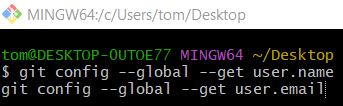 MINGW64:/c/Users/tom/Desktop
tom@DESKTOP-OUTOE77 MINGW64 ~/Desktop
$ git config --global --get user.name
git config --global --get user.email